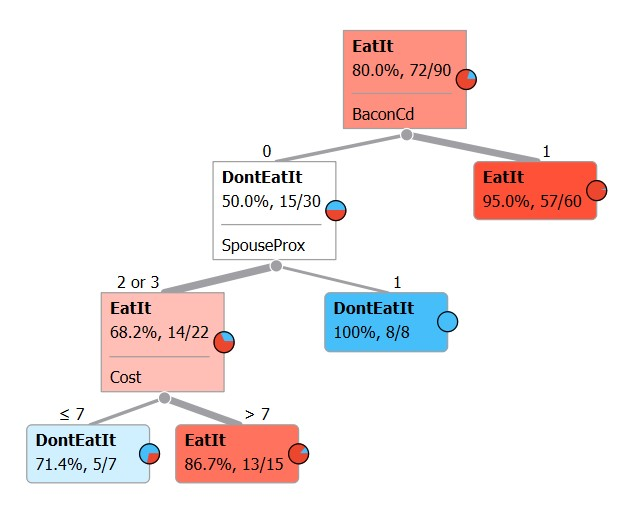 EatIt
80.0%, 72/90
BaconCd
0
1
DontEatIt
50.0%, 15/30
SpouseProx
EatIt
95.0%, 57/60
2 or 3
1
EatIt
68.2%, 14/22
Cost
DontEatIt
100%, 8/8
≤ 7
> 7
DontEatIt
71.4%, 5/7
EatIt
86.7%, 13/15